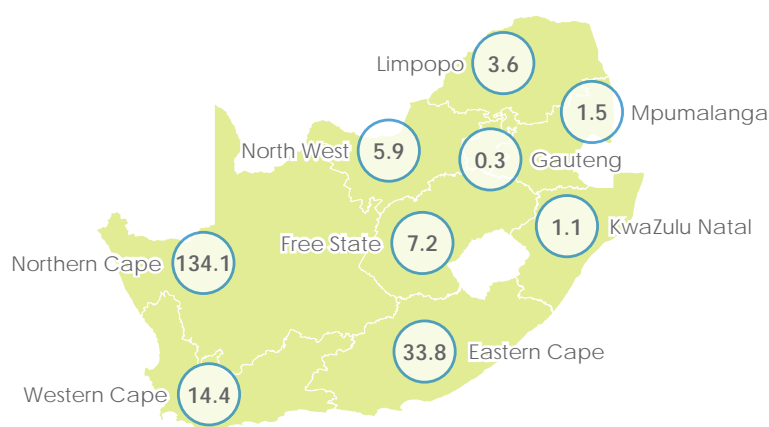 Limpopo 3.6
1.5 Mpumalanga
North West 5.9
0.3 Gauteng
1.1 KwaZulu Natal
Free State 7.2
Northern Cape 134.1
33.8 Eastern Cape
Western Cape 14.4